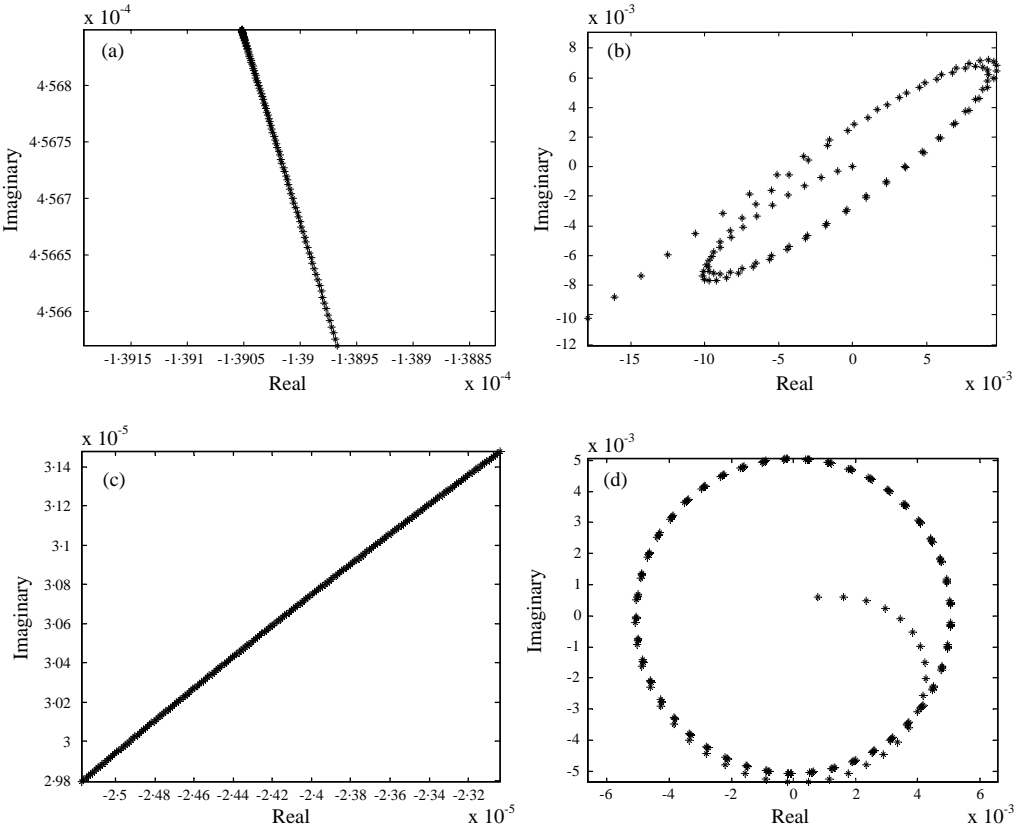 x 10-4
(a)
4·568
4·5675
4·567
4·5665
4·566
Imaginary
-1·3915 -1·391 -1·3905 -1·39 -1·3895 -1·389 -1·3885
Real
x 10-4
x 10-3
(b)
8
6
4
2
0
-2
-4
-6
-8
-10
-12
Imaginary
-15 -10 -5 0 5
Real
x 10-3
x 10-5
(c)
3·14
3·12
3·1
3·08
3·06
3·04
3·02
3
2·98
Imaginary
-2·5 -2·48 -2·46 -2·44 -2·42 -2·4 -2·38 -2·36 -2·34 -2·32
Real
x 10-5
x 10-3
(d)
5
4
3
2
1
0
-1
-2
-3
-4
-5
Imaginary
-6 -4 -2 0 2 4 6
Real
x 10-3